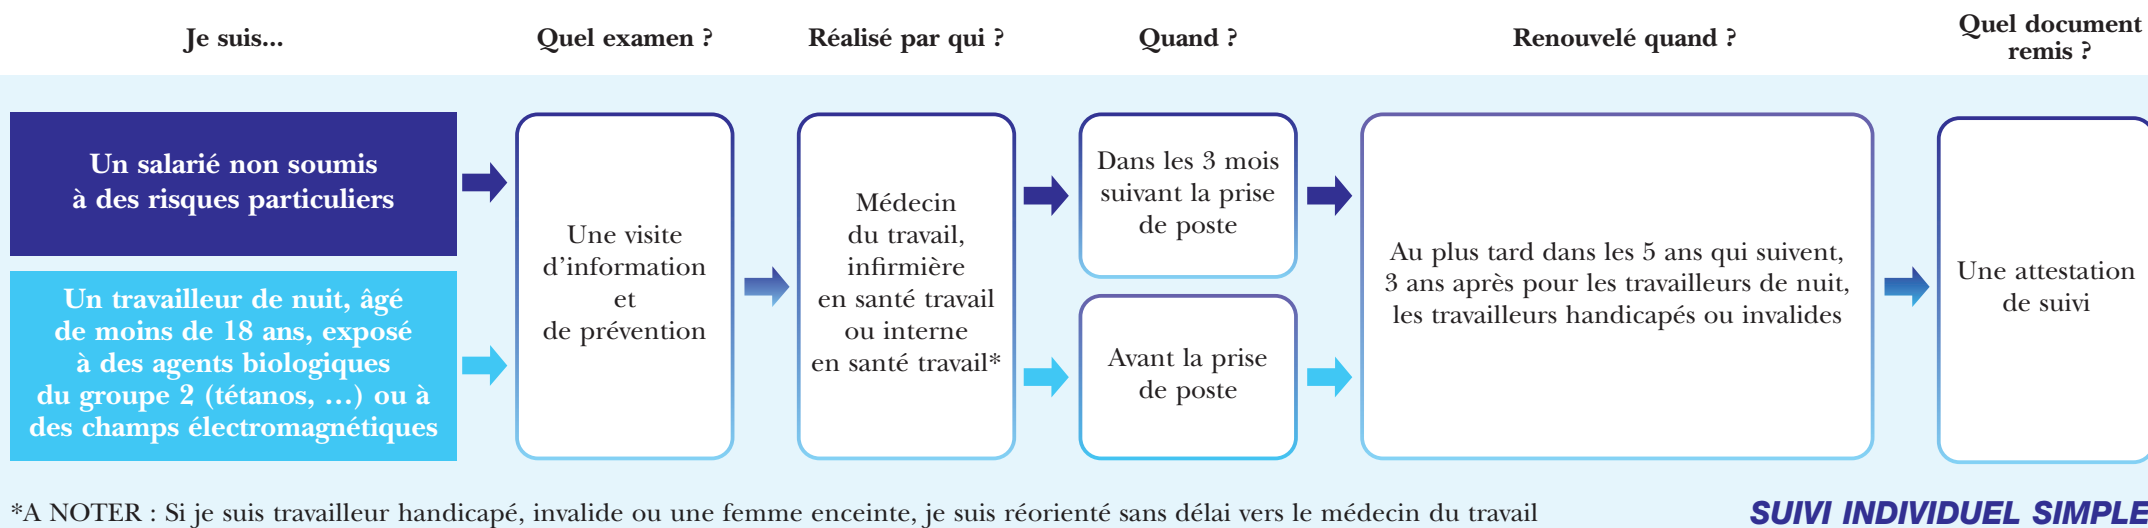 Je suis...
Quel examen ?
Réalisé par qui ?
Quand ?
Renouvelé quand ?
Quel document
remis ?
Un salarié non soumis
à des risques particuliers
Un travailleur de nuit, âgé
de moins de 18 ans, exposé
à des agents biologiques
du groupe 2 (tétanos, …) ou à
des champs électromagnétiques
Une visite
d’information
et
de prévention
Médecin
du travail,
infirmière
en santé travail
ou interne
en santé travail*
Dans les 3 mois
suivant la prise
de poste
Avant la prise
de poste
Au plus tard dans les 5 ans qui suivent,
3 ans après pour les travailleurs de nuit,
les travailleurs handicapés ou invalides
Une attestation
de suivi
*A NOTER : Si je suis travailleur handicapé, invalide ou une femme enceinte, je suis réorienté sans délai vers le médecin du travail
SUIVI INDIVIDUEL SIMPLE